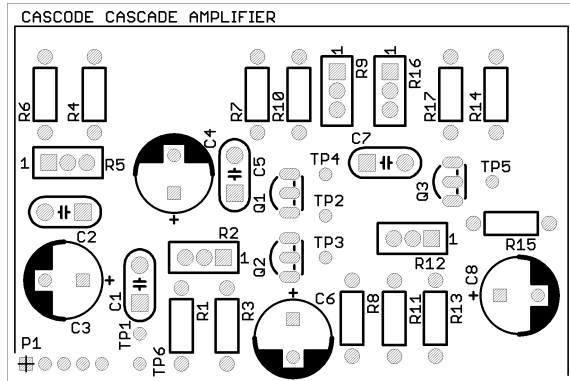 CASCODE CASCADE AMPLIFIER
R6
R4
R7
R10
1
R9
1
R16
R17
R14
1
R5
C4
C5
Q1
TP4
C7
Q3
TP5
TP2
C2
R2
1
Q2
TP3
1
R12
R15
C3
C1
TP1
R1
R3
C6
R8
R11
R13
C8
P1
TP6